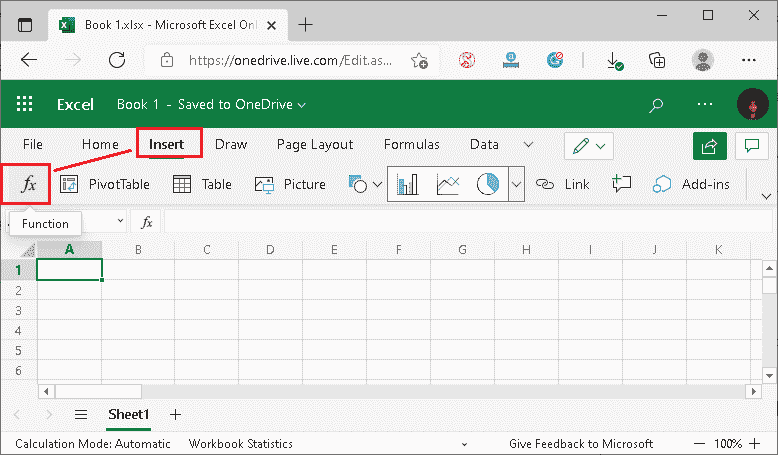 Book 1.xlsx - Microsoft Excel Onl
https://onedrive.live.com/Edit.as...
Excel Book 1 - Saved to OneDrive
File Home Insert Draw Page Layout Formulas Data
fx PivotTable Table Picture Link Add-ins
Function
fx
A B C D E F G H I J K
1
2
3
4
5
6
Sheet1
Calculation Mode: Automatic Workbook Statistics Give Feedback to Microsoft 100%